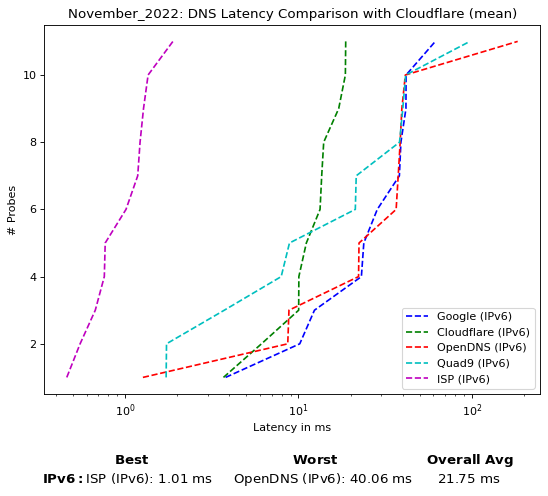 November_2022: DNS Latency Comparison with Cloudflare (mean)
# Probes
10
8
6
4
2
Google (IPv6)
Cloudflare (IPv6)
OpenDNS (IPv6)
Quad9 (IPv6)
ISP (IPv6)
10⁰ 10¹ 10²
Latency in ms
Best Worst Overall Avg
IPv6: ISP (IPv6): 1.01 ms OpenDNS (IPv6): 40.06 ms 21.75 ms